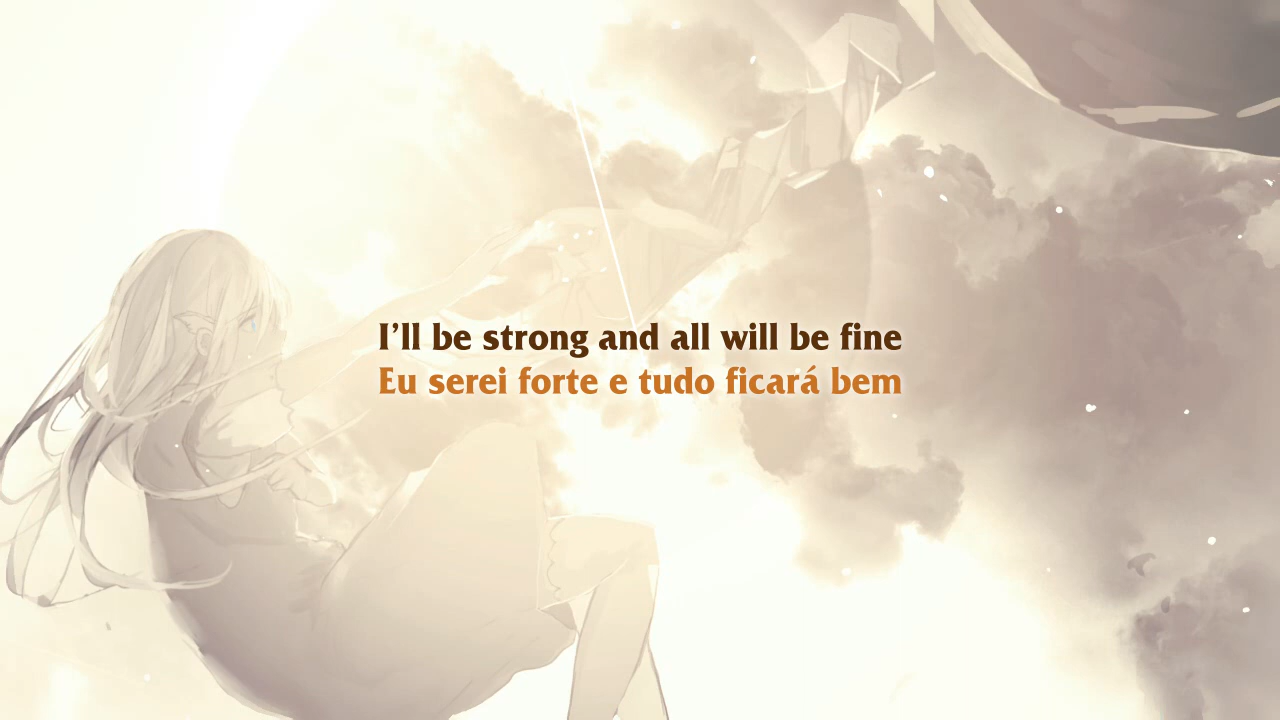 I’ll be strong and all will be fine
Eu serei forte e tudo ficará bem